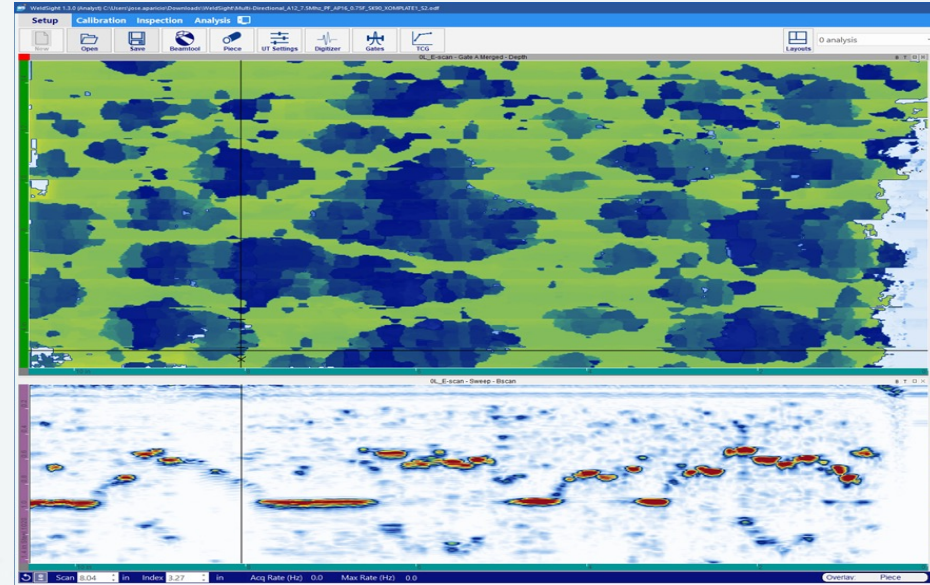 WeldSight 1.3.0 (Analyst) C:\Users\jose.aparicio\Downloads\WeldSight\Multi-Directional_A12_7.5Mhz_PF_AP16_0.75F_SK90_XOMPLATE1_S2.odf
Setup Calibration Inspection Analysis
New Open Save Beamtool Piece UT Settings Digitizer Gates TCG Layouts 0 analysis
0L_E-scan - Gate A Merged - Depth
0L_E-scan - Sweep - Bscan
Scan 8.04 in Index 3.27 in Acq Rate (Hz) 0.0 Max Rate (Hz) 0.0 Overlay: Piece